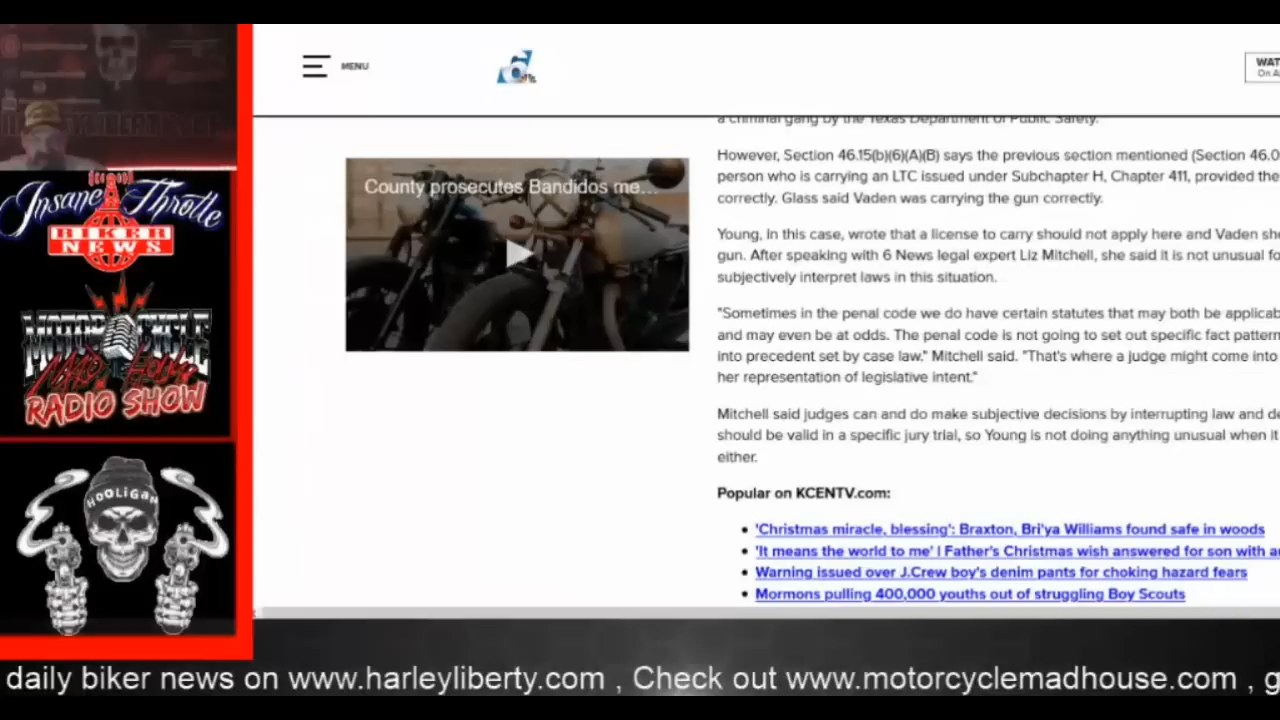 MENU
6
WAT
On A
a criminal gang by the Texas Department of Public Safety.
County prosecutes Bandidos me...
However, Section 46.15(b)(6)(A)(B) says the previous section mentioned (Section 46.0
person who is carrying an LTC issued under Subchapter H, Chapter 411, provided the
correctly. Glass said Vaden was carrying the gun correctly.
Young, in this case, wrote that a license to carry should not apply here and Vaden sh
gun. After speaking with 6 News legal expert Liz Mitchell, she said it is not unusual fo
subjectively interpret laws in this situation.
"Sometimes in the penal code we do have certain statutes that may both be applicab
and may even be at odds. The penal code is not going to set out specific fact pattern
into precedent set by case law." Mitchell said. "That's where a judge might come into
her representation of legislative intent."
Mitchell said judges can and do make subjective decisions by interrupting law and de
should be valid in a specific jury trial, so Young is not doing anything unusual when it
either.
Popular on KCENTV.com:
• 'Christmas miracle, blessing': Braxton, Bri'ya Williams found safe in woods
• 'It means the world to me' | Father's Christmas wish answered for son with a
• Warning issued over J.Crew boy's denim pants for choking hazard fears
• Mormons pulling 400,000 youths out of struggling Boy Scouts
Insane Throttle
BIKER
NEWS
MOTORCYCLE
MAD House
RADIO SHOW
HOOLiGaN
daily biker news on www.harleyliberty.com , Check out www.motorcyclemadhouse.com , g